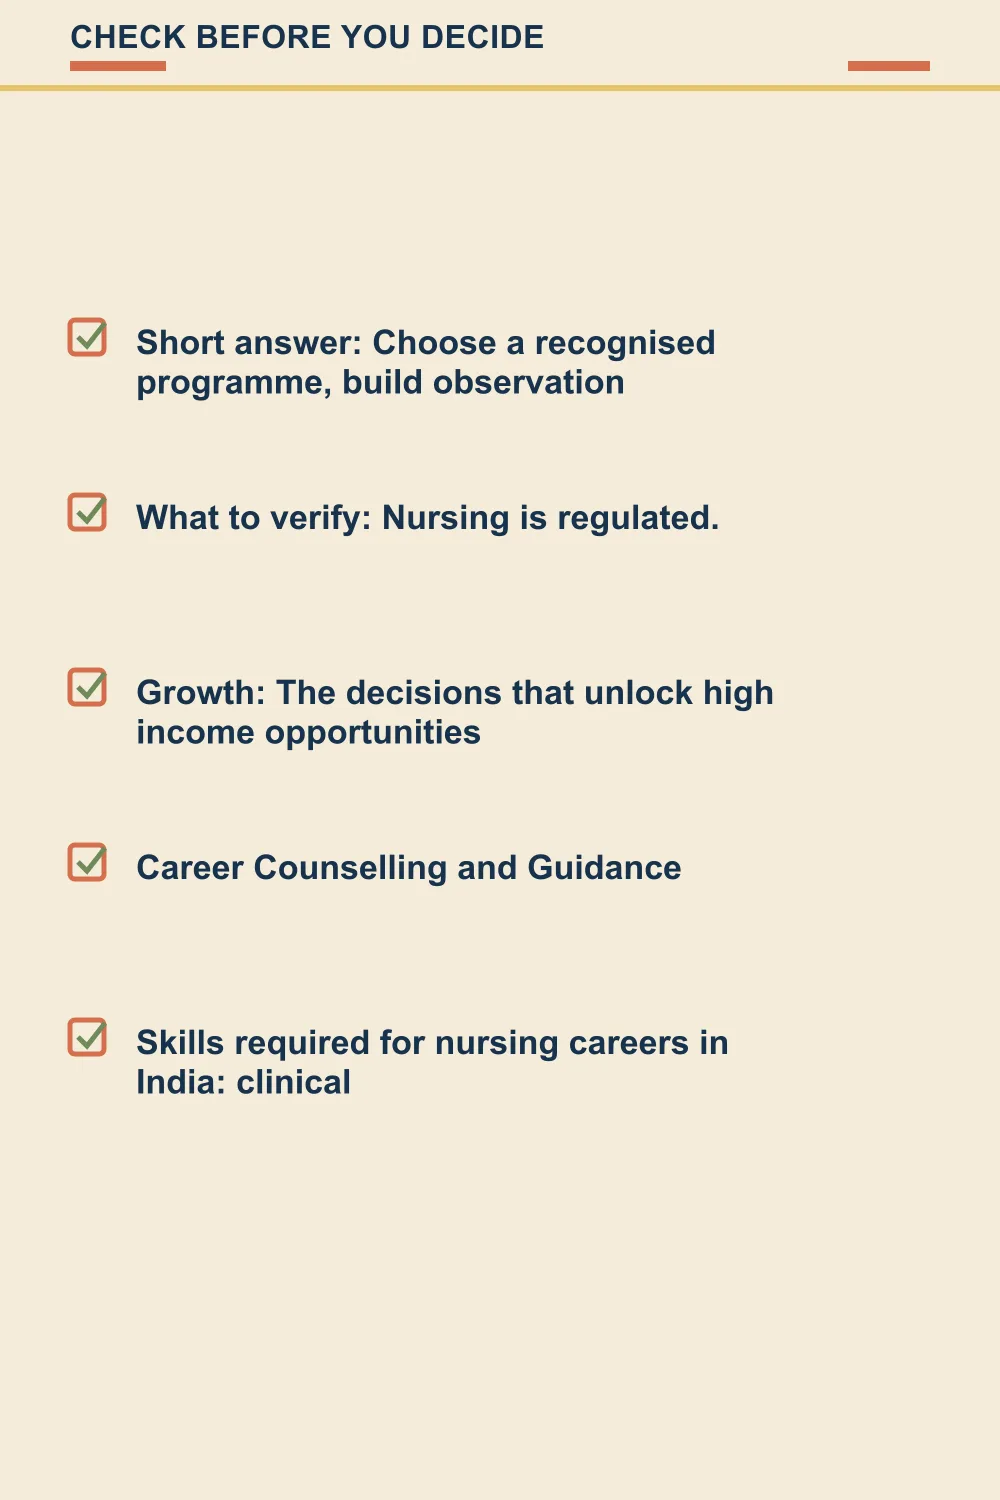 CHECK BEFORE YOU DECIDE
Short answer: Choose a recognised
programme, build observation
What to verify: Nursing is regulated.
Growth: The decisions that unlock high
income opportunities
Career Counselling and Guidance
Skills required for nursing careers in
India: clinical